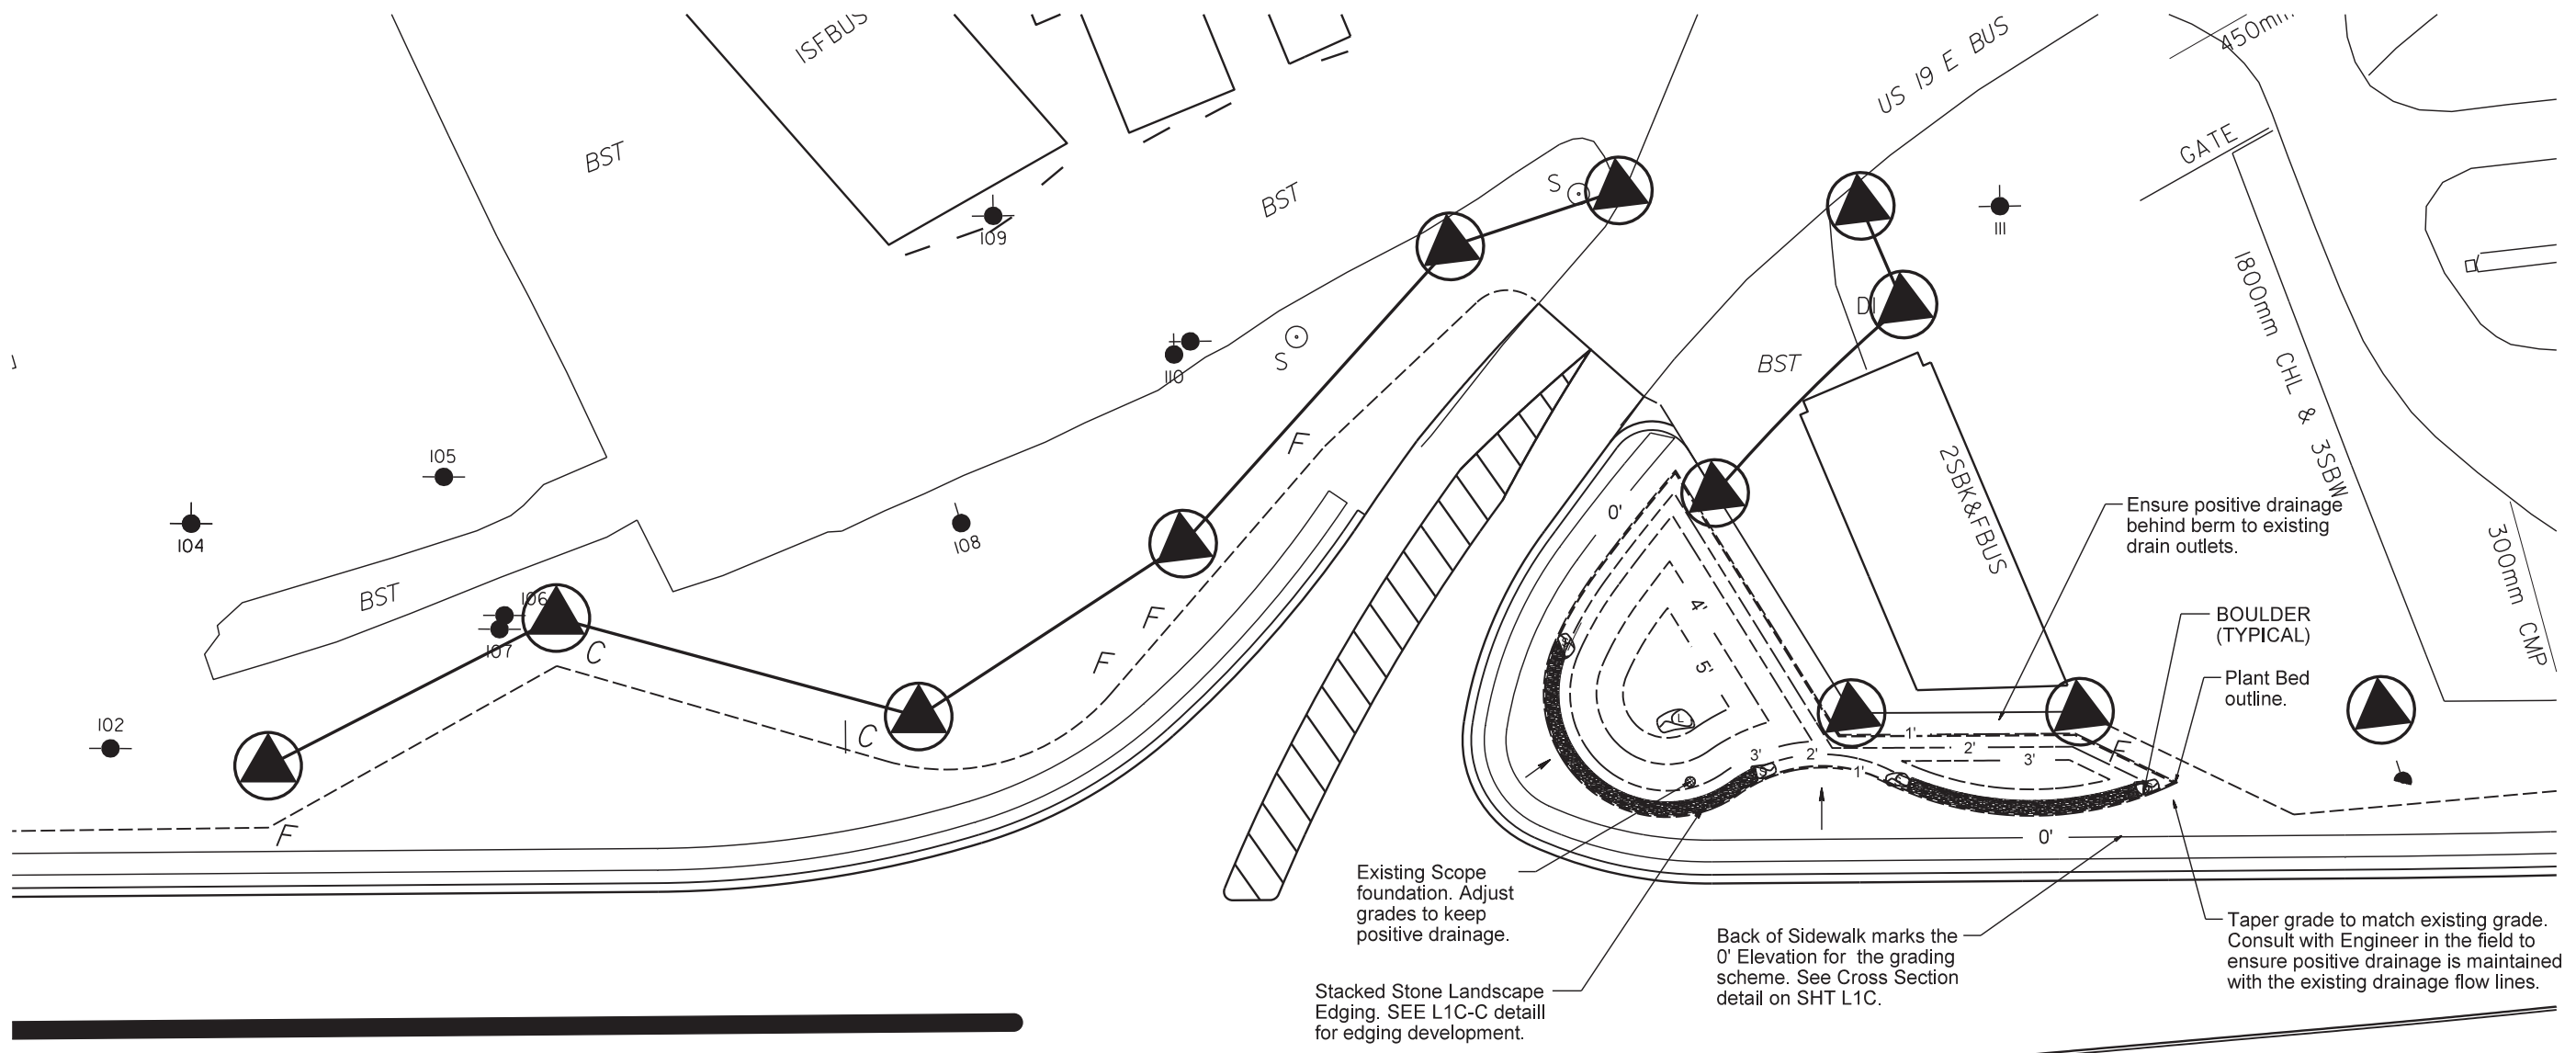 ISFBUS
450mm
US 19 E BUS
GATE
BST
BST
S
109
DI
111
1800mm CHL & 3SBW
S
110
BST
F
105
104
108
0'
2SBK&FBUS
Ensure positive drainage
behind berm to existing
drain outlets.
300mm CMP
BST
106
107
C
F
F
4'
5'
L
BOULDER
(TYPICAL)
Plant Bed
outline.
102
C
F
1'
2'
3'
3'
2'
1'
F
0'
Existing Scope
foundation. Adjust
grades to keep
positive drainage.
Back of Sidewalk marks the
0' Elevation for the grading
scheme. See Cross Section
detail on SHT L1C.
Taper grade to match existing grade.
Consult with Engineer in the field to
ensure positive drainage is maintained
with the existing drainage flow lines.
Stacked Stone Landscape
Edging. SEE L1C-C detaill
for edging development.